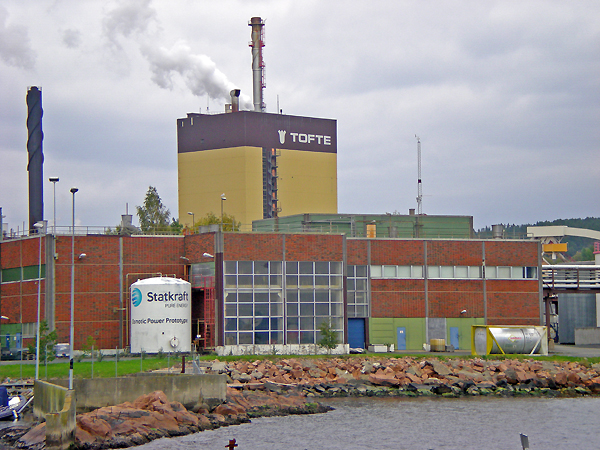 TOFTE
Statkraft
PURE ENERGY
Osmotic Power Prototype